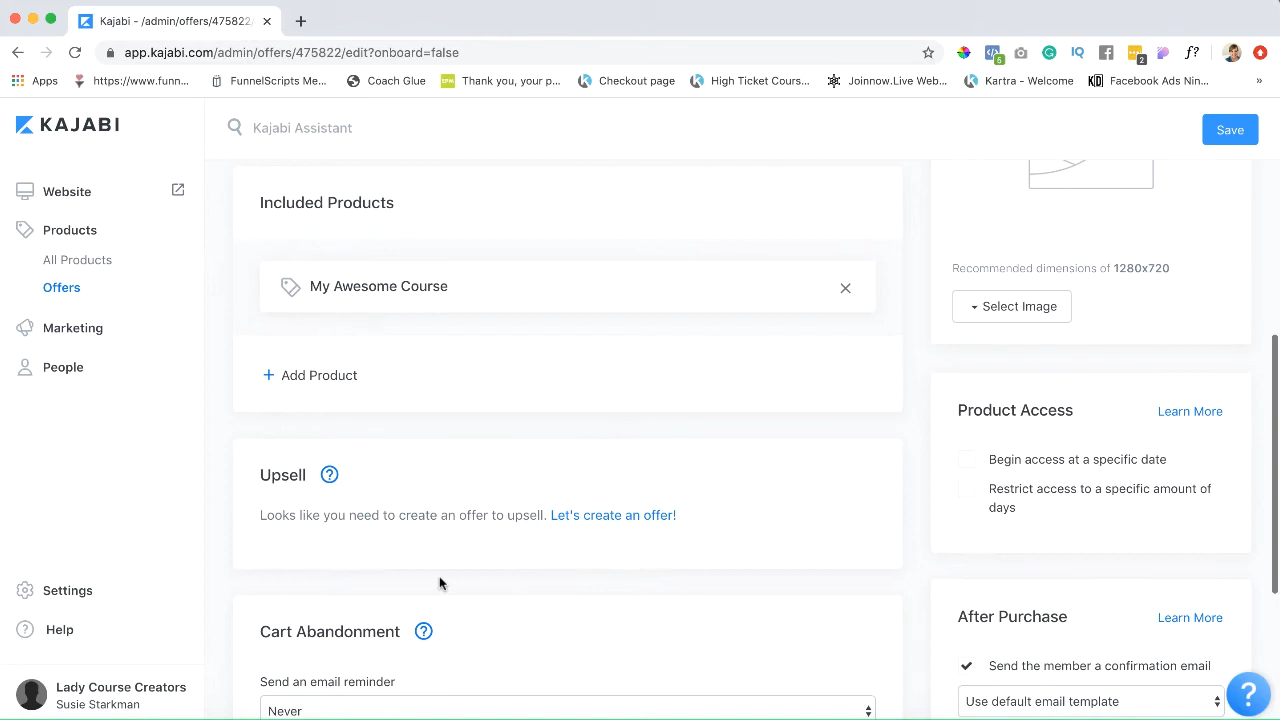 Kajabi - /admin/offers/475822/
app.kajabi.com/admin/offers/475822/edit?onboard=false
5
IQ
2
f?
Apps
https://www.funn...
FunnelScripts Me...
Coach Glue
Thank you, your p...
Checkout page
High Ticket Cours...
Joinnow.Live Web...
Kartra - Welcome
Facebook Ads Nin...
»
KAJABI
Kajabi Assistant
Save
Website
Products
All Products
Offers
Marketing
People
Settings
Help
Lady Course Creators
Susie Starkman
Included Products
My Awesome Course
+ Add Product
Upsell ?
Looks like you need to create an offer to upsell. Let's create an offer!
Cart Abandonment ?
Send an email reminder
Never
Recommended dimensions of 1280x720
Select Image
Product Access
Learn More
Begin access at a specific date
Restrict access to a specific amount of
days
After Purchase
Learn More
Send the member a confirmation email
Use default email template
?